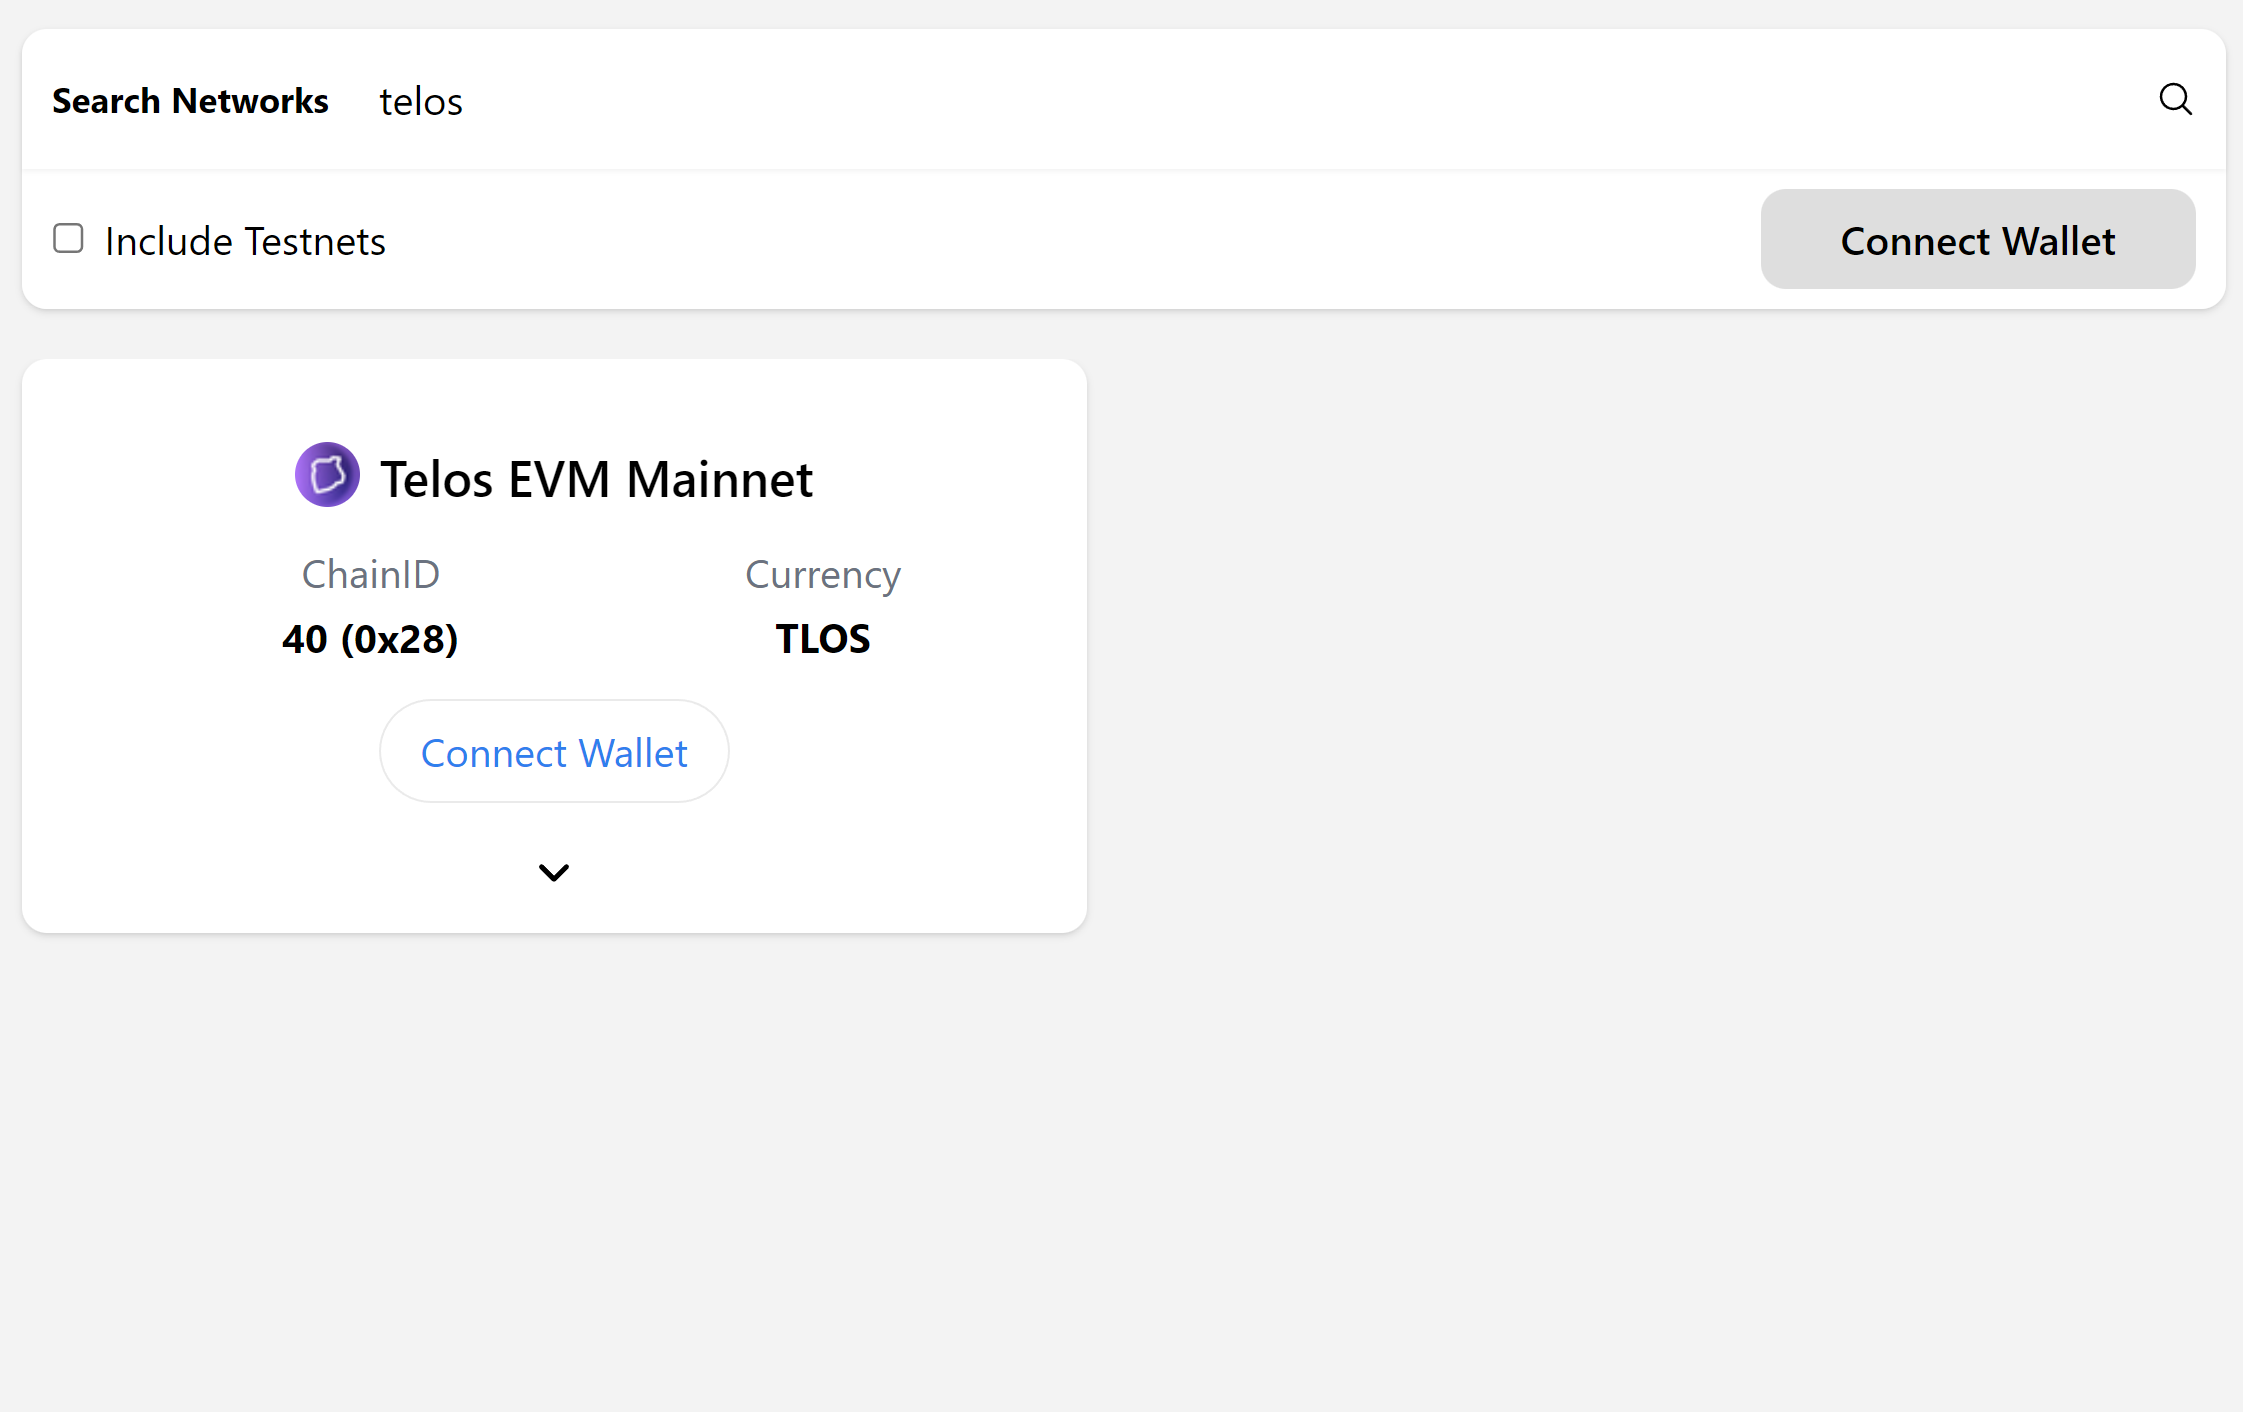 Search Networks telos
Include Testnets Connect Wallet
Telos EVM Mainnet
ChainID Currency
40 (0x28) TLOS
Connect Wallet